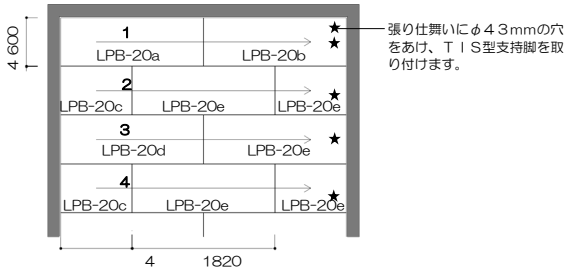 1
LPB-20a LPB-20b
張り仕舞いにφ43mmの穴
をあけ、TIS型支持脚を取
り付けます。
4 600
2
LPB-20c LPB-20e LPB-20e
3
LPB-20d LPB-20e
4
LPB-20c LPB-20e LPB-20e
4 1820